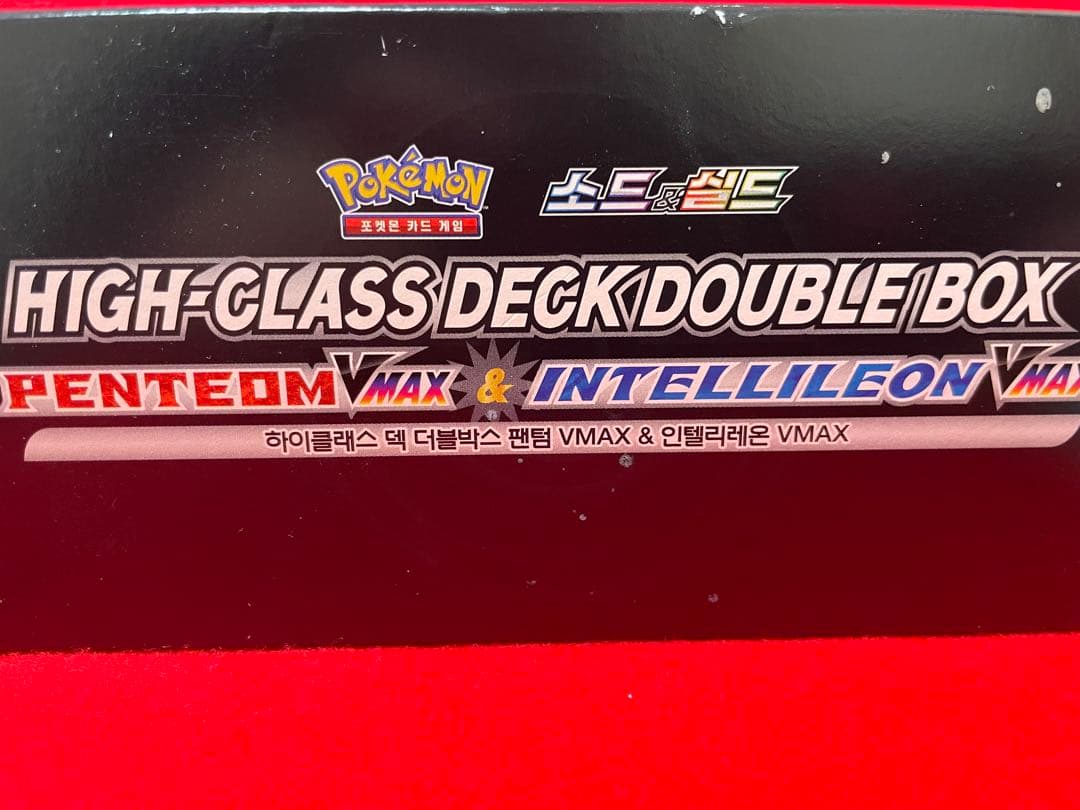 POKéMON
포켓몬 카드 게임
소드&실드
HIGH-CLASS DECK DOUBLE BOX
PENTEOM VMAX & INTELLILEON VMAX
하이클래스 덱 더블박스 팬텀 VMAX & 인텔리레온 VMAX